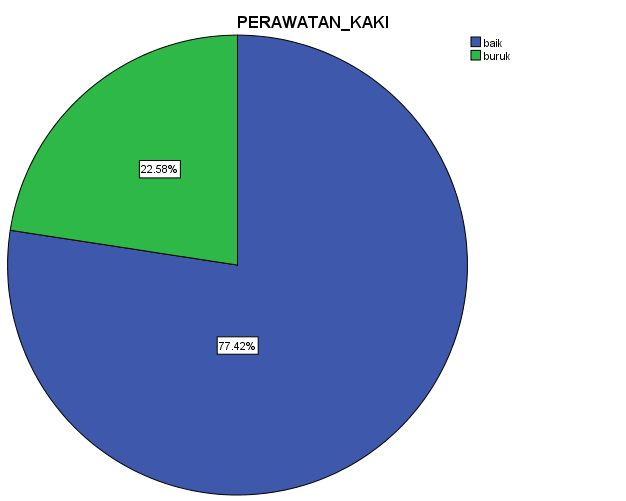 PERAWATAN_KAKI
baik
buruk
22.58%
77.42%